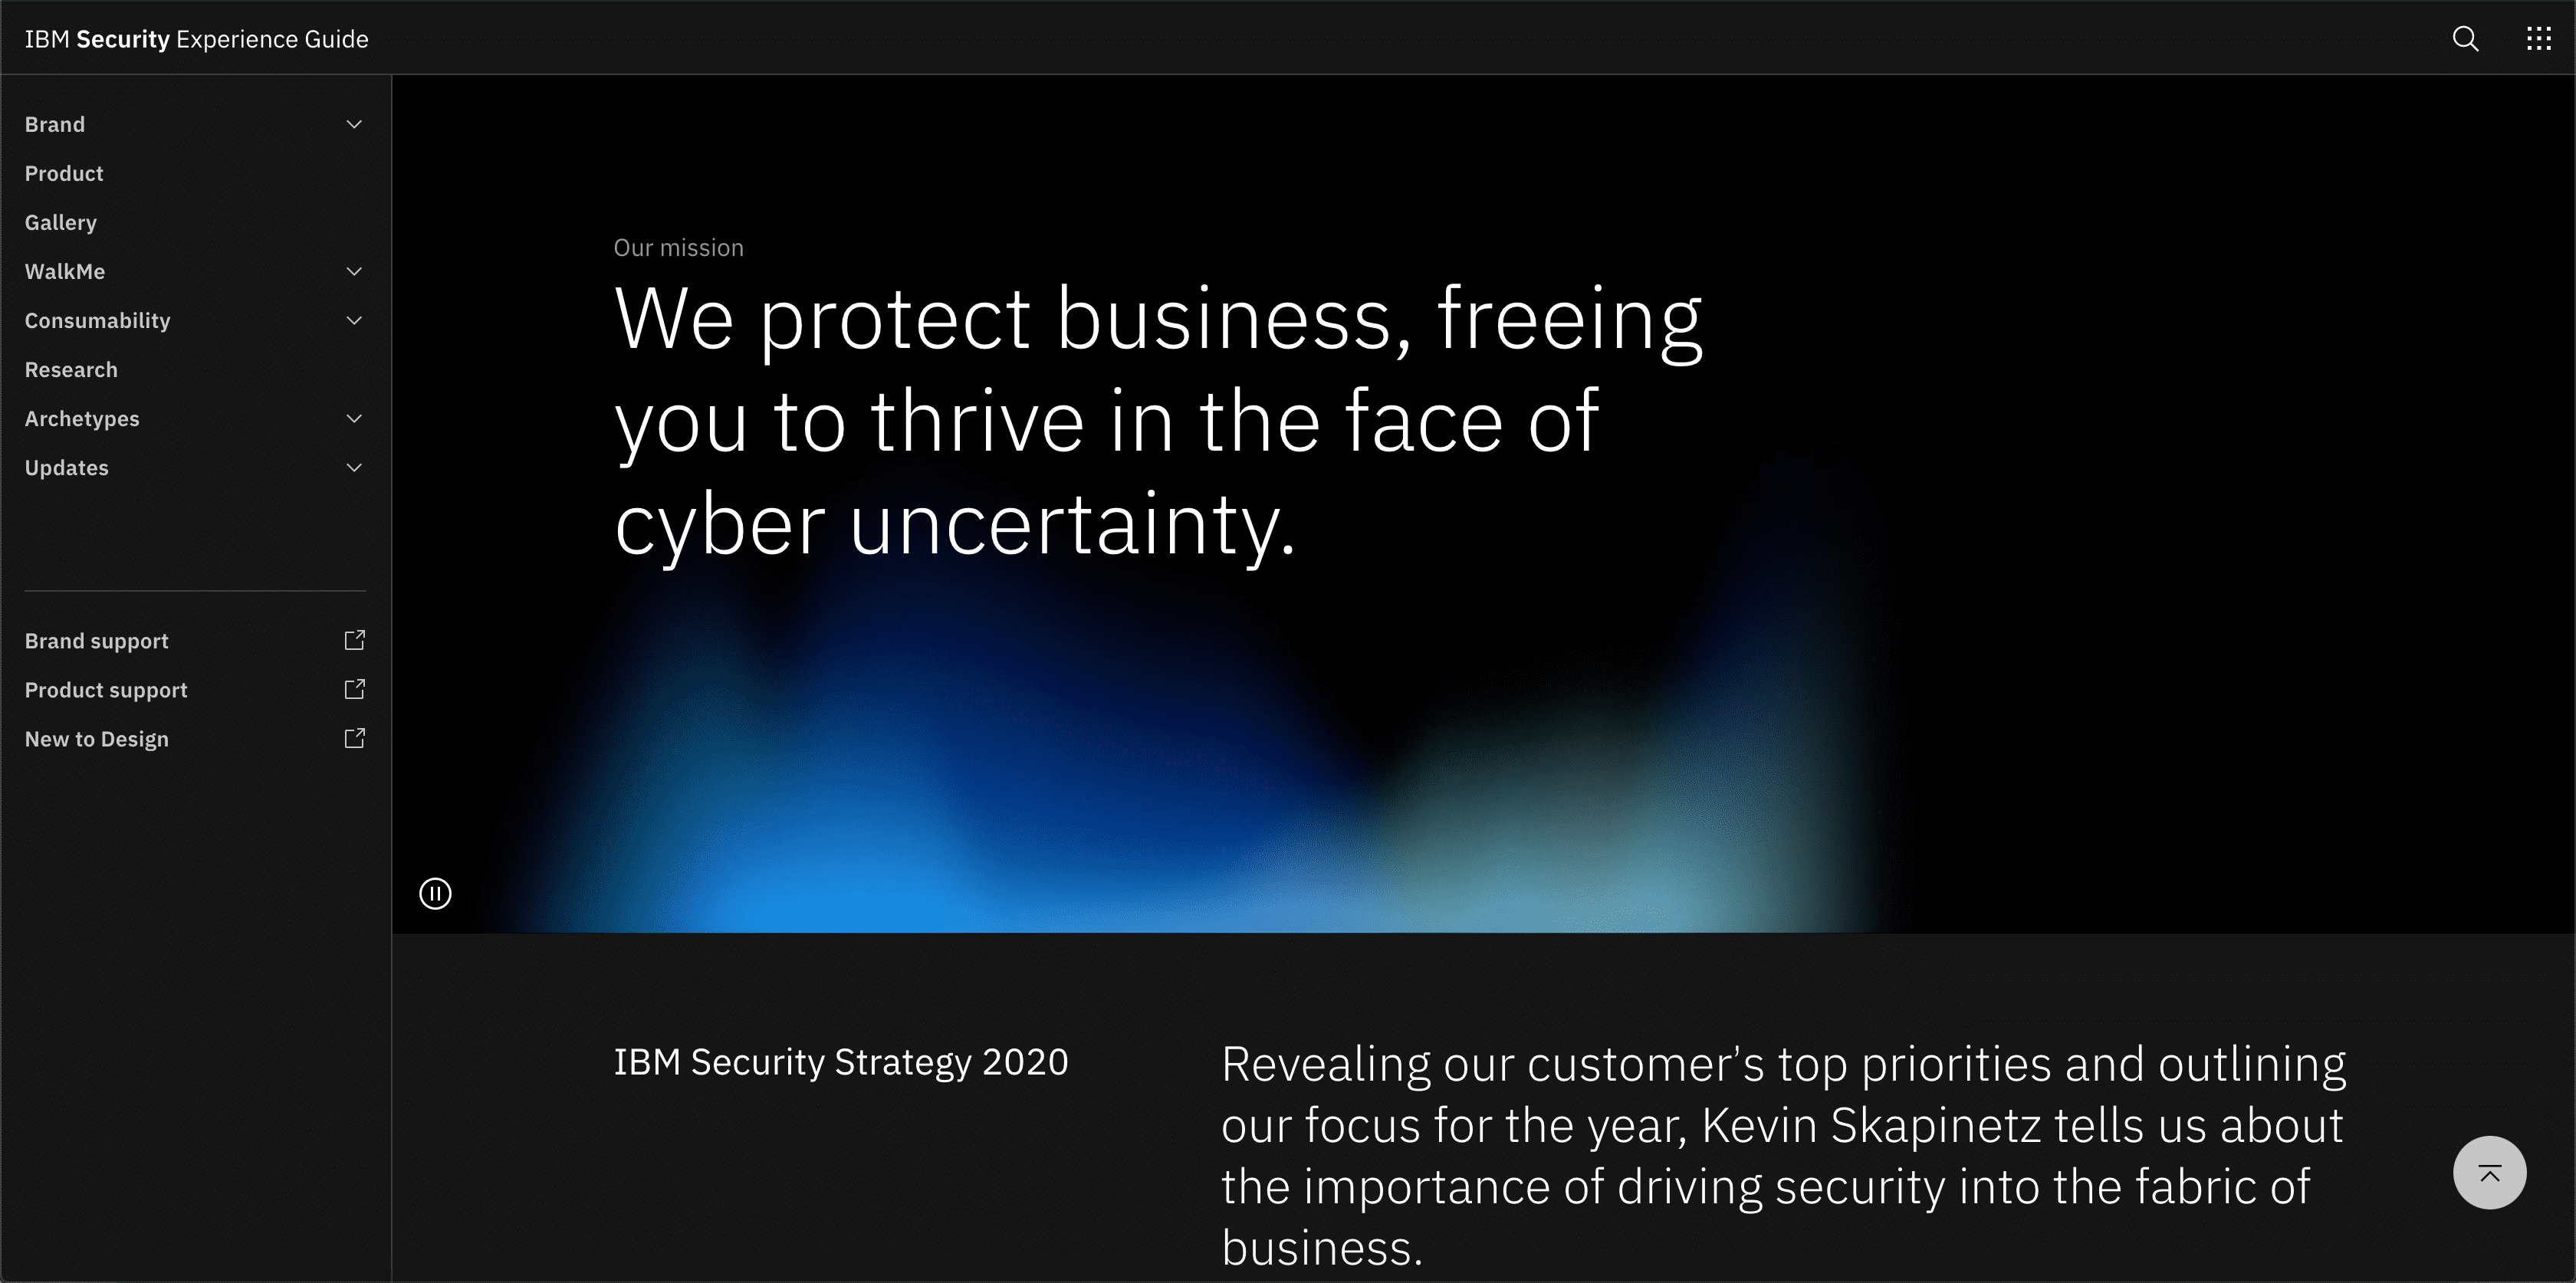 IBM Security Experience Guide
Brand
Product
Gallery
WalkMe
Consumability
Research
Archetypes
Updates
Brand support
Product support
New to Design
Our mission
We protect business, freeing
you to thrive in the face of
cyber uncertainty.
IBM Security Strategy 2020
Revealing our customer’s top priorities and outlining
our focus for the year, Kevin Skapinetz tells us about
the importance of driving security into the fabric of
business.